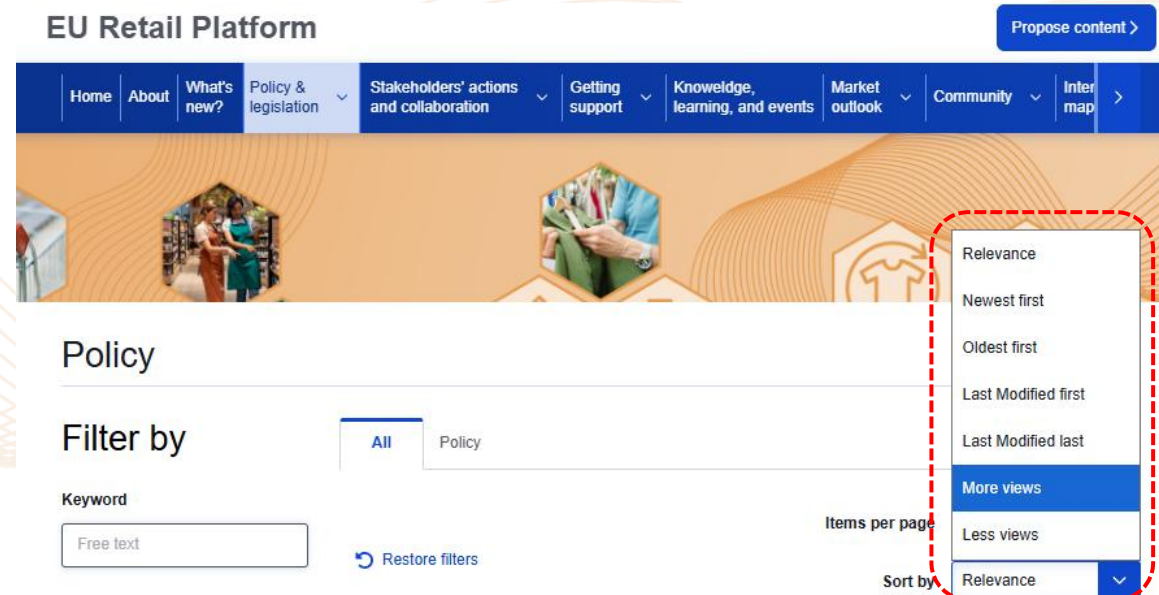 EU Retail Platform
Propose content
Home
About
What's
new?
Policy &
legislation
Stakeholders' actions
and collaboration
Getting
support
Knoweldge,
learning, and events
Market
outlook
Community
Inter
map
Relevance
Newest first
Oldest first
Last Modified first
Last Modified last
More views
Less views
Policy
Filter by
All
Policy
Keyword
Free text
Restore filters
Items per page
Sort by
Relevance